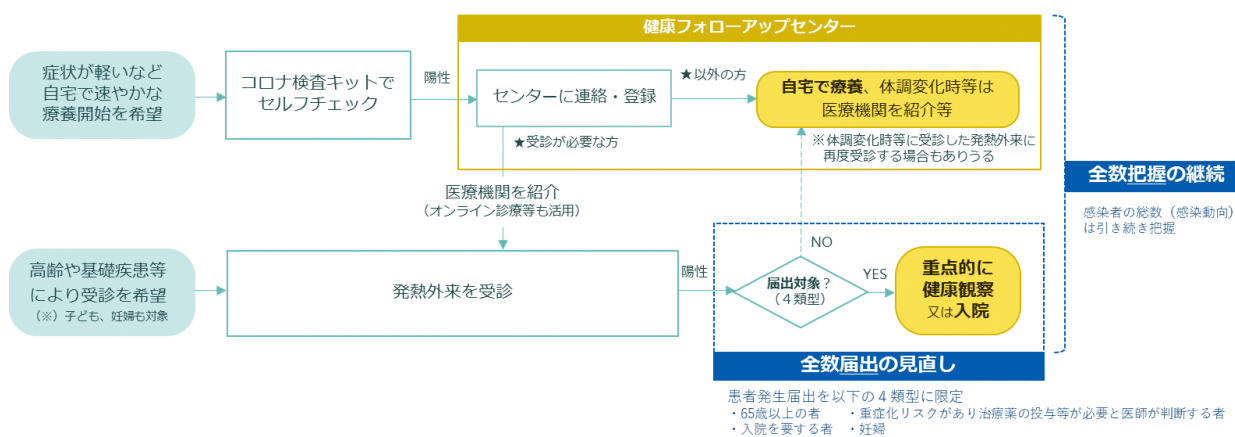 健康フォローアップセンター
症状が軽いなど
自宅で速やかな
療養開始を希望
コロナ検査キットで
セルフチェック
陽性
センターに連絡・登録
★以外の方
自宅で療養、体調変化時等は
医療機関を紹介等
★受診が必要な方
※体調変化時等に受診した発熱外来に
再度受診する場合もありうる
医療機関を紹介
（オンライン診療等も活用）
全数把握の継続
感染者の総数（感染動向）
は引き続き把握
高齢や基礎疾患等
により受診を希望
（※）子ども、妊婦も対象
発熱外来を受診
陽性
届出対象？
（４類型）
NO
YES
重点的に
健康観察
又は入院
全数届出の見直し
患者発生届出を以下の４類型に限定
・65歳以上の者 ・重症化リスクがあり治療薬の投与等が必要と医師が判断する者
・入院を要する者 ・妊婦